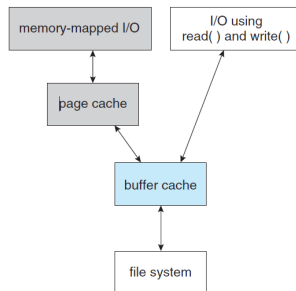 memory-mapped I/O
I/O using
read( ) and write( )
page cache
buffer cache
file system